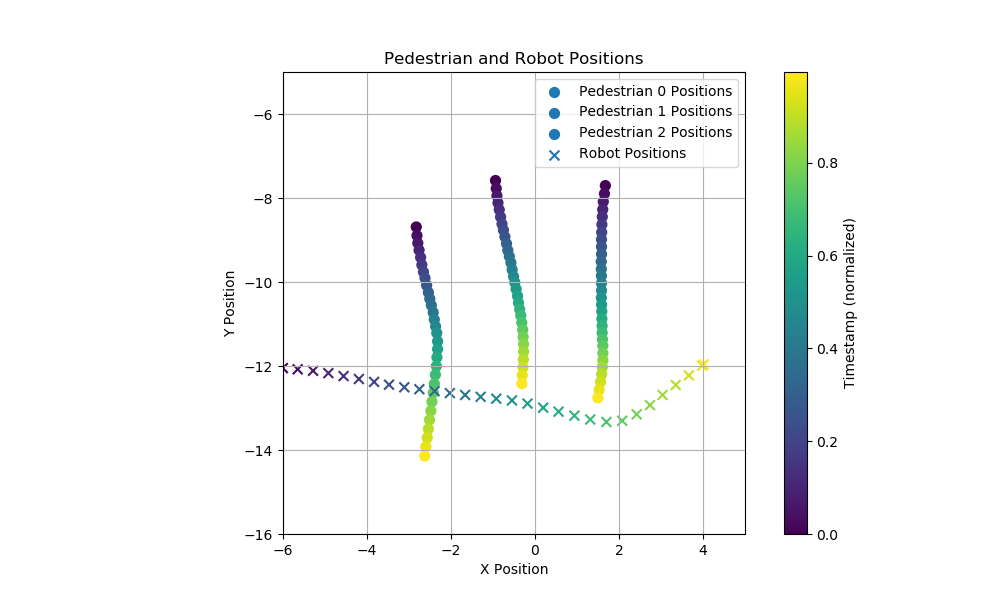 Pedestrian and Robot Positions
Pedestrian 0 Positions
Pedestrian 1 Positions
Pedestrian 2 Positions
Robot Positions
−6
−8
−10
−12
−14
−16
Y Position
−6 −4 −2 0 2 4
X Position
0.8
0.6
0.4
0.2
0.0
Timestamp (normalized)